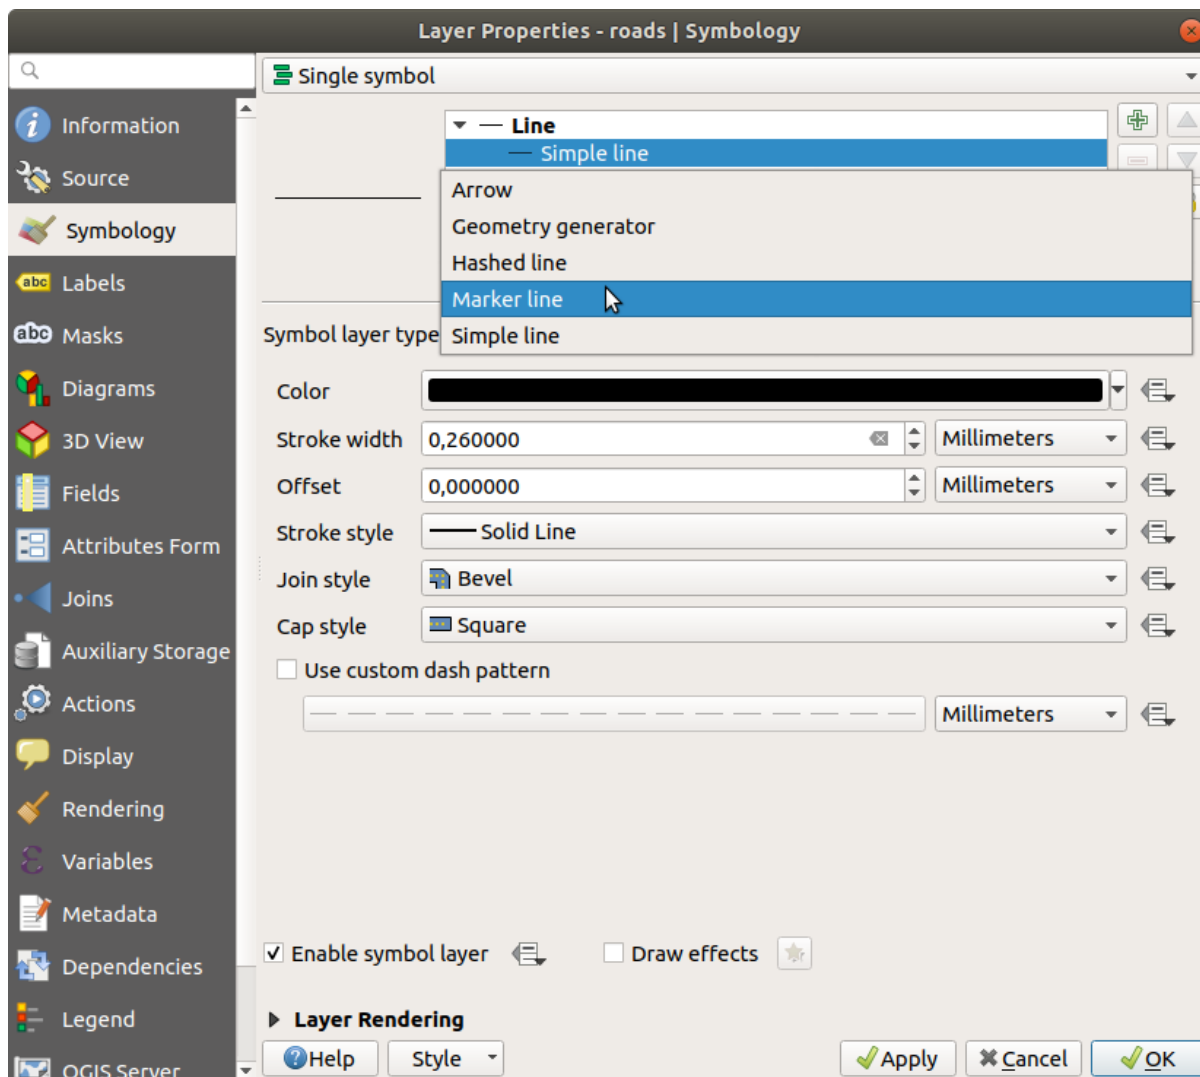 Layer Properties - roads | Symbology
Single symbol
Information
Source
Symbology
abc Labels
abc Masks
Diagrams
3D View
Fields
Attributes Form
Joins
Auxiliary Storage
Actions
Display
Rendering
Variables
Metadata
Dependencies
Legend
QGIS Server
Line
Simple line
Arrow
Geometry generator
Hashed line
Marker line
Simple line
Symbol layer type
Color
Stroke width 0,260000 Millimeters
Offset 0,000000 Millimeters
Stroke style Solid Line
Join style Bevel
Cap style Square
Use custom dash pattern
Millimeters
Enable symbol layer Draw effects
Layer Rendering
Help Style Apply Cancel OK